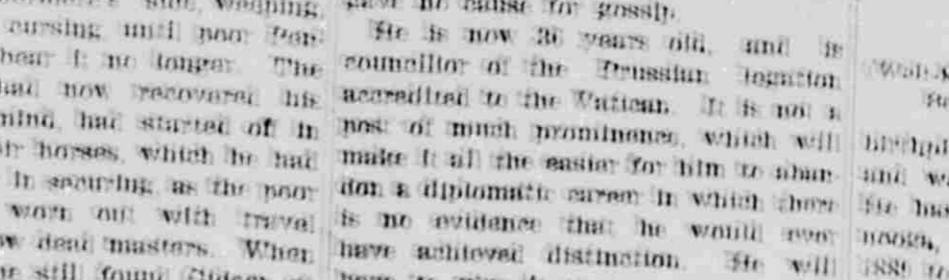 weeping,
cursing until poor
bear it no longer. The
had now recovered his
mind, had started off in
horses, which he had
in securing, as the poor
worn out with travel
dead masters. When
still found
gave no cause for gossip.
He is now 36 years old, and is
councillor of the Prussian legation
accredited to the Vatican. It is not a
post of much prominence, which will
make it all the easier for him to aban-
don a diplomatic career in which there
is no evidence that he would ever
have achieved distinction. He will
birthpl
and w
He has
books,
1889